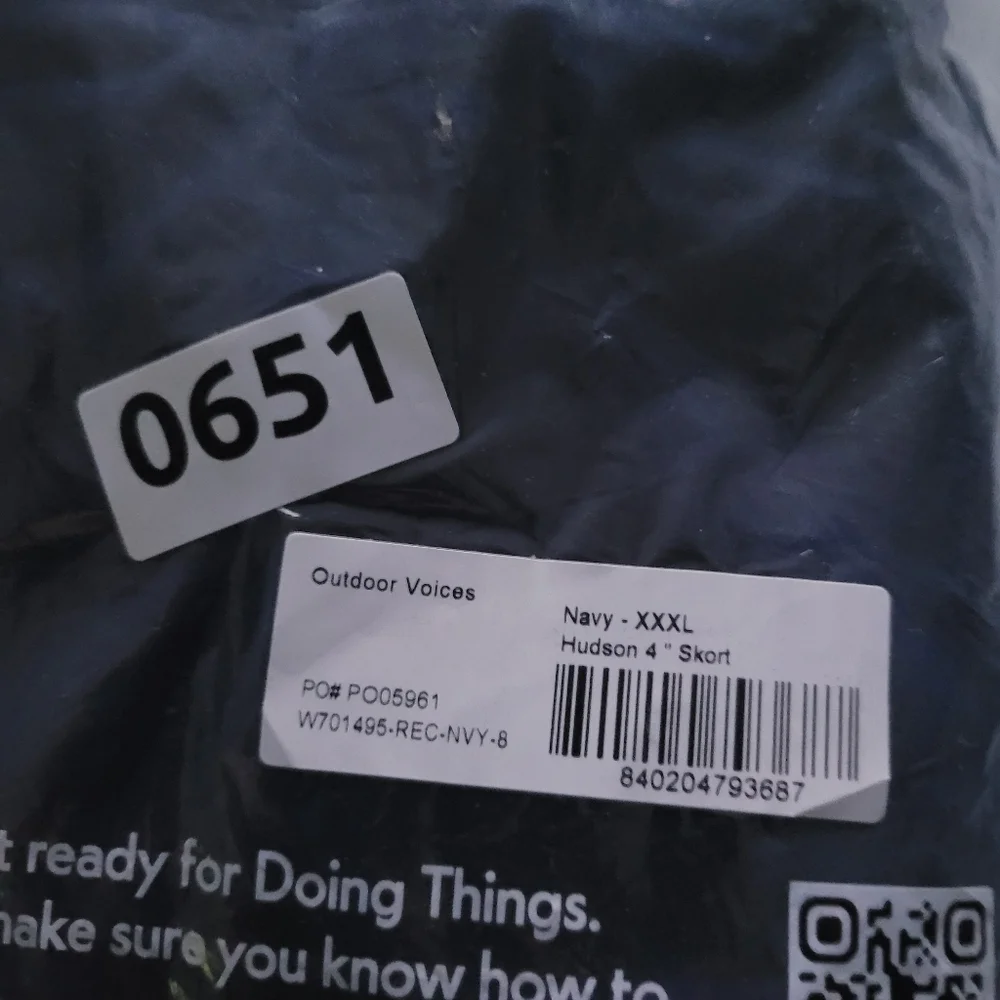 0651
Outdoor Voices
Navy - XXXL
Hudson 4 " Skort
PO# PO05961
W701495-REC-NVY-8
840204793687
t ready for Doing Things.
make sure you know how to